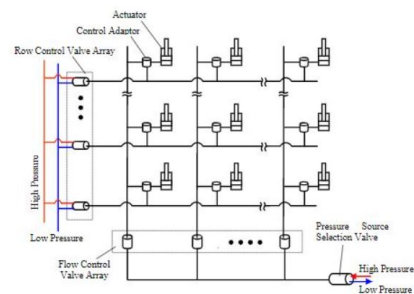 Actuator
Control Adaptor
Row Control Valve Array
High Pressure
Low Pressure
Flow Control
Valve Array
Pressure Source
Selection Valve
High Pressure
Low Pressure